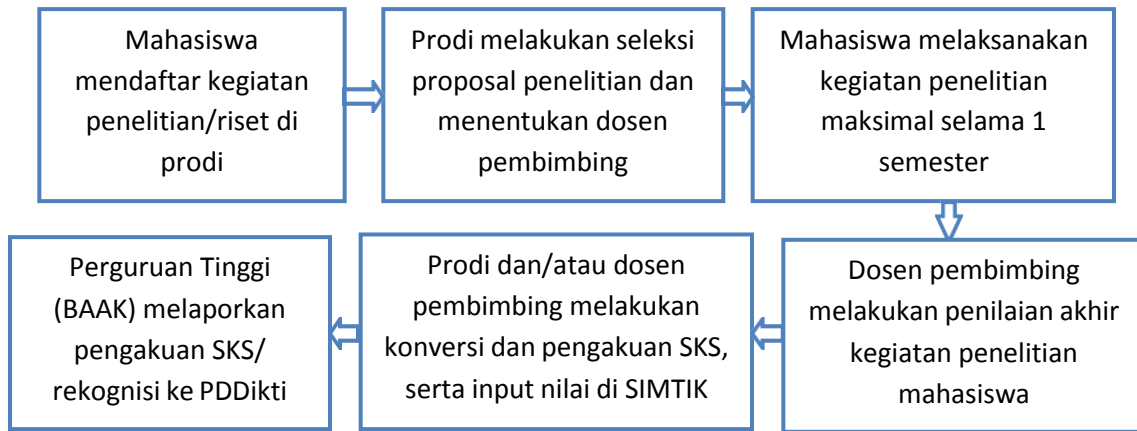 Mahasiswa
mendaftar kegiatan
penelitian/riset di
prodi
Prodi melakukan seleksi
proposal penelitian dan
menentukan dosen
pembimbing
Mahasiswa melaksanakan
kegiatan penelitian
maksimal selama 1
semester
Dosen pembimbing
melakukan penilaian akhir
kegiatan penelitian
mahasiswa
Prodi dan/atau dosen
pembimbing melakukan
konversi dan pengakuan SKS,
serta input nilai di SIMTIK
Perguruan Tinggi
(BAAK) melaporkan
pengakuan SKS/
rekognisi ke PDDikti